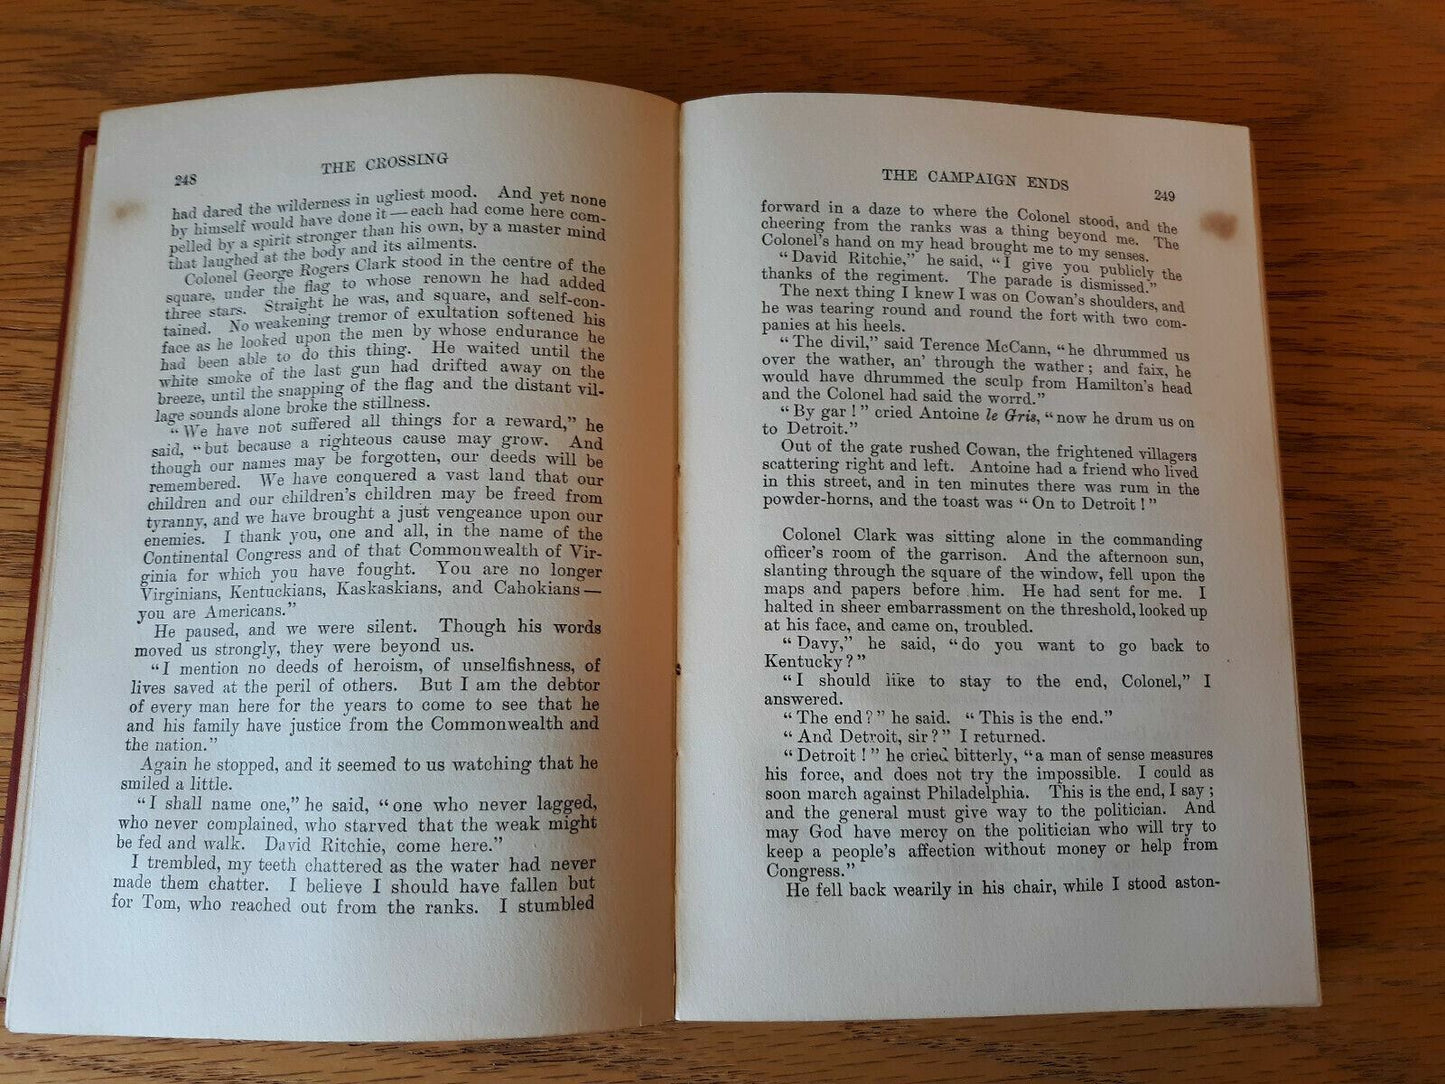 248
THE CROSSING
had dared the wilderness in ugliest mood. And yet none
by himself would have done it — each had come here com-
pelled by a spirit stronger than his own, by a master mind
that laughed at the body and its ailments.
Colonel George Rogers Clark stood in the centre of the
square, under the flag to whose renown he had added
three stars. Straight he was, and square, and self-con-
tained. No weakening tremor of exultation softened his
face as he looked upon the men by whose endurance he
had been able to do this thing. He waited until the
white smoke of the last gun had drifted away on the
breeze, until the snapping of the flag and the distant vil-
lage sounds alone broke the stillness.
"We have not suffered all things for a reward," he
said, "but because a righteous cause may grow. And
though our names may be forgotten, our deeds will be
remembered. We have conquered a vast land that our
children and our children's children may be freed from
tyranny, and we have brought a just vengeance upon our
enemies. I thank you, one and all, in the name of the
Continental Congress and of that Commonwealth of Vir-
ginia for which you have fought. You are no longer
Virginians, Kentuckians, Kaskaskians, and Cahokians —
you are Americans."
He paused, and we were silent. Though his words
moved us strongly, they were beyond us.
"I mention no deeds of heroism, of unselfishness, of
lives saved at the peril of others. But I am the debtor
of every man here for the years to come to see that he
and his family have justice from the Commonwealth and
the nation."
Again he stopped, and it seemed to us watching that he
smiled a little.
"I shall name one," he said, "one who never lagged,
who never complained, who starved that the weak might
be fed and walk. David Ritchie, come here."
I trembled, my teeth chattered as the water had never
made them chatter. I believe I should have fallen but
for Tom, who reached out from the ranks. I stumbled
THE CAMPAIGN ENDS
249
forward in a daze to where the Colonel stood, and the
cheering from the ranks was a thing beyond me. The
Colonel's hand on my head brought me to my senses.
"David Ritchie," he said, "I give you publicly the
thanks of the regiment. The parade is dismissed."
The next thing I knew I was on Cowan's shoulders, and
he was tearing round and round the fort with two com-
panies at his heels.
"The divil," said Terence McCann, "he dhrummed us
over the wather, an' through the wather; and faix, he
would have dhrummed the sculp from Hamilton's head
and the Colonel had said the worrd."
"By gar!" cried Antoine le Gris, "now he drum us on
to Detroit."
Out of the gate rushed Cowan, the frightened villagers
scattering right and left. Antoine had a friend who lived
in this street, and in ten minutes there was rum in the
powder-horns, and the toast was "On to Detroit!"
Colonel Clark was sitting alone in the commanding
officer's room of the garrison. And the afternoon sun,
slanting through the square of the window, fell upon the
maps and papers before him. He had sent for me. I
halted in sheer embarrassment on the threshold, looked up
at his face, and came on, troubled.
"Davy," he said, "do you want to go back to
Kentucky?"
"I should like to stay to the end, Colonel," I
answered.
"The end?" he said. "This is the end."
"And Detroit, sir?" I returned.
"Detroit!" he cried bitterly, "a man of sense measures
his force, and does not try the impossible. I could as
soon march against Philadelphia. This is the end, I say;
and the general must give way to the politician. And
may God have mercy on the politician who will try to
keep a people's affection without money or help from
Congress."
He fell back wearily in his chair, while I stood aston-